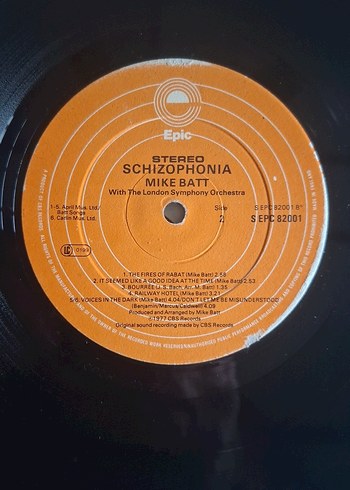 Epic
STEREO
SCHIZOPHONIA
MIKE BATT
With The London Symphony Orchestra
1-5. April Mus. Ltd/
Batt Songs
6. Carlin Mus. Ltd.
Side
2
S EPC 82001 B¹
S EPC 82001
1. THE FIRES OF RABAT (Mike Batt) 2.58
2. IT SEEMED LIKE A GOOD IDEA AT THE TIME (Mike Batt) 2.53
3. BOURRÉE (J.S. Bach: Arr. M. Batt) 1.35
4. RAILWAY HOTEL (Mike Batt) 3.21
5/6. VOICES IN THE DARK (Mike Batt) 4.04/DON'T LET ME BE MISUNDERSTOOD
(Benjamin/Marcus/Caldwell) 4.09
Produced and Arranged by Mike Batt
℗1977 CBS Records
Original sound recording made by CBS Records